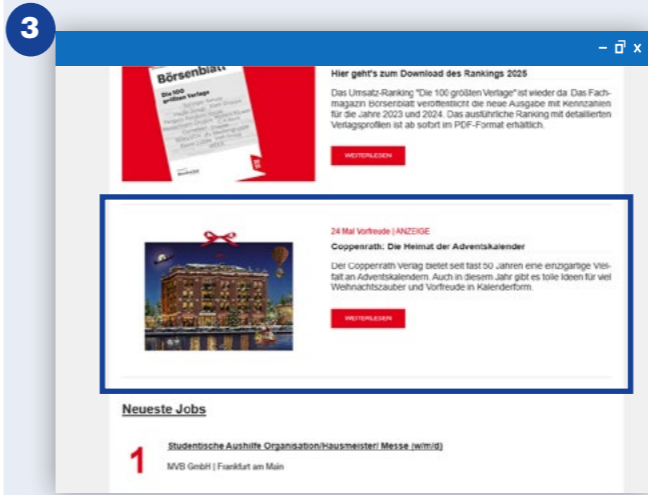 3
Börsenblatt
Die 100
größten Verlage
Hier geht's zum Download des Rankings 2025
Das Umsatz-Ranking "Die 100 größten Verlage" ist wieder da. Das Fach-
magazin Börsenblatt veröffentlicht die neue Ausgabe mit Kennzahlen
für die Jahre 2023 und 2024. Das ausführliche Ranking mit detaillierten
Verlagsprofilen ist ab sofort im PDF-Format erhältlich.
WEITERLESEN
24 Mal Vorfreude | ANZEIGE
Coppenrath: Die Heimat der Adventskalender
Der Coppenrath Verlag bietet seit fast 50 Jahren eine einzigartige Viel-
falt an Adventskalendern. Auch in diesem Jahr gibt es tolle Ideen für viel
Weihnachtszauber und Vorfreude in Kalenderform.
WEITERLESEN
Neueste Jobs
1
Studentische Aushilfe Organisation/Hausmeister/ Messe (w/m/d)
MVB GmbH | Frankfurt am Main